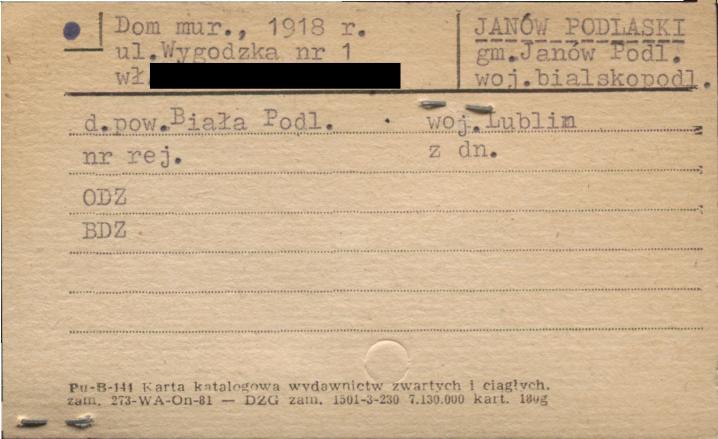 Dom mur., 1918 r.
ul.Wygodzka nr 1
wł.
JANÓW PODLASKI
gm.Janów Podl.
woj.bialskopodl.
d.pow.Biała Podl.
woj.Lublin
nr rej.
z dn.
ODZ
BDZ
Pu-B-141 Karta katalogowa wydawnictw zwartych i ciągłych.
zam. 273-WA-On-81 — DZG zam. 1501-3-230 7.130.000 kart. 180g